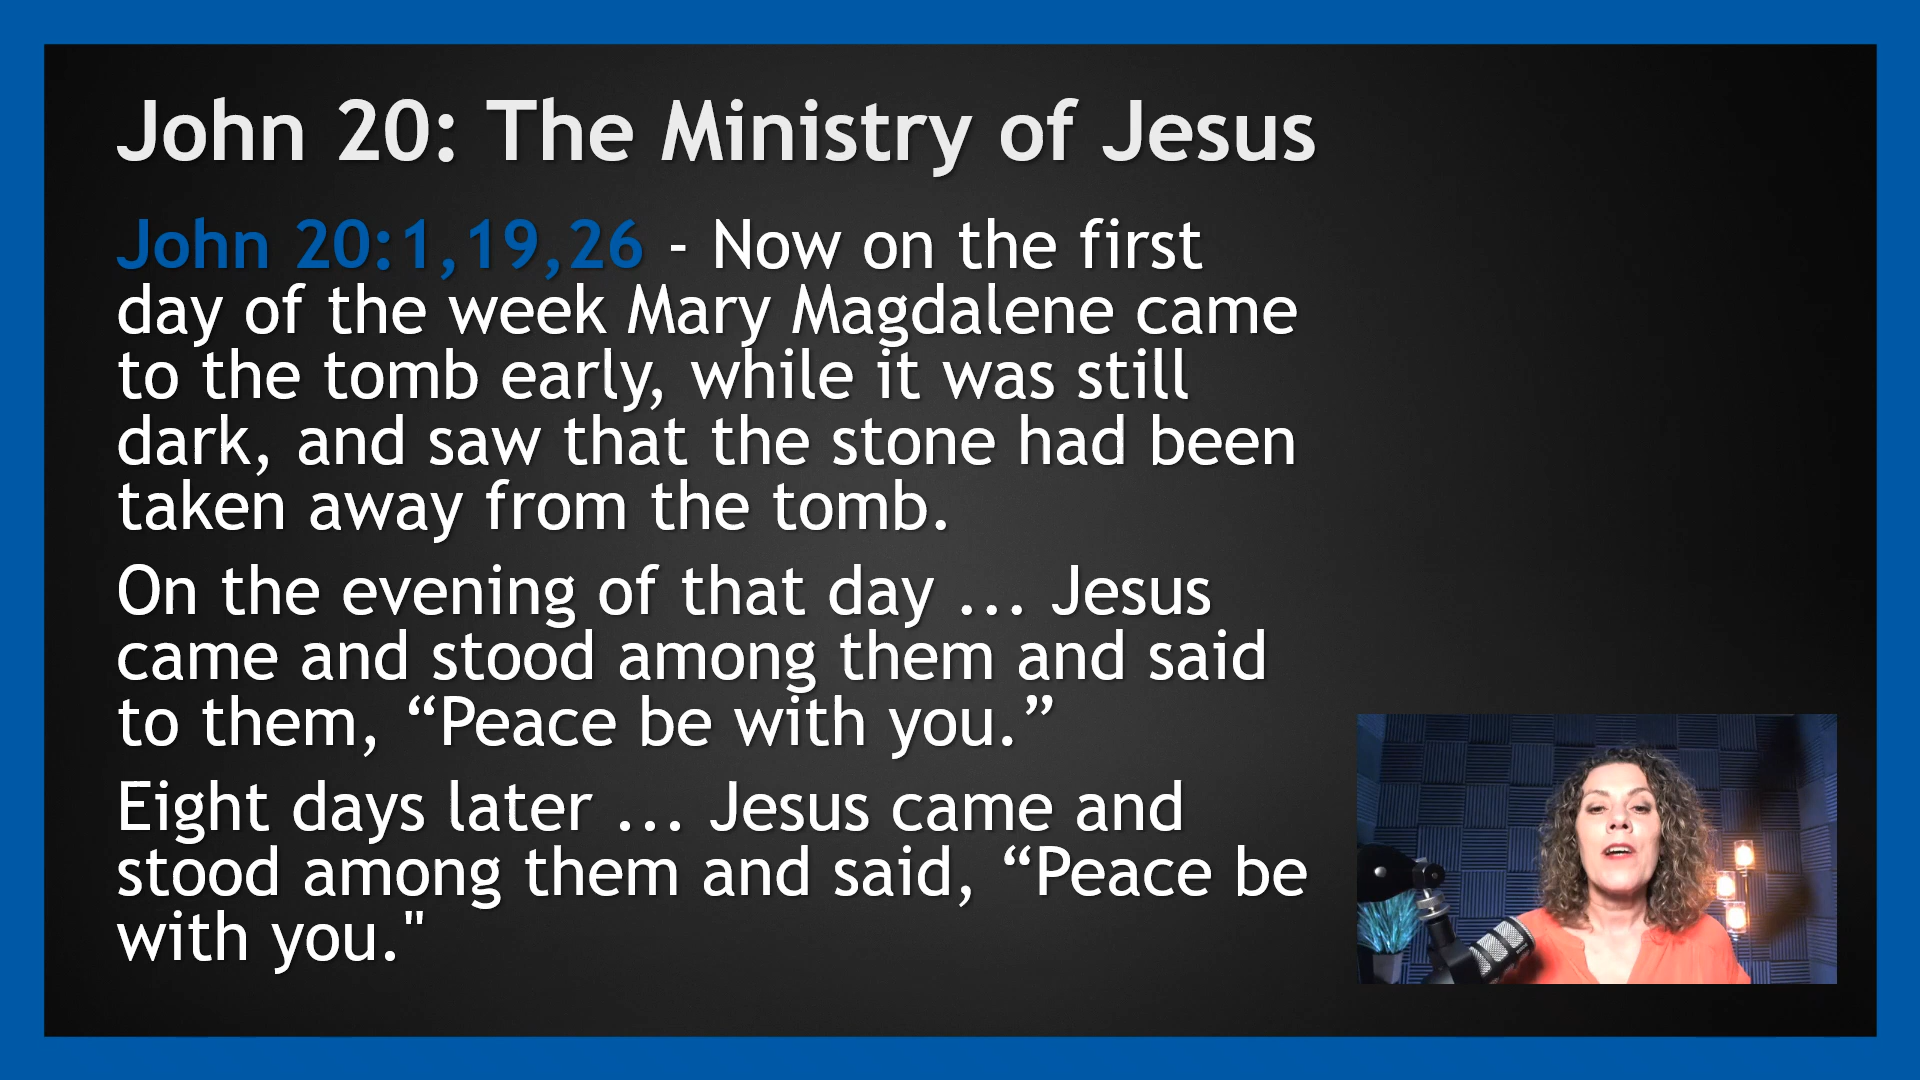 John 20: The Ministry of Jesus
John 20:1,19,26 - Now on the first
day of the week Mary Magdalene came
to the tomb early, while it was still
dark, and saw that the stone had been
taken away from the tomb.
On the evening of that day ... Jesus
came and stood among them and said
to them, “Peace be with you.”
Eight days later ... Jesus came and
stood among them and said, “Peace be
with you."